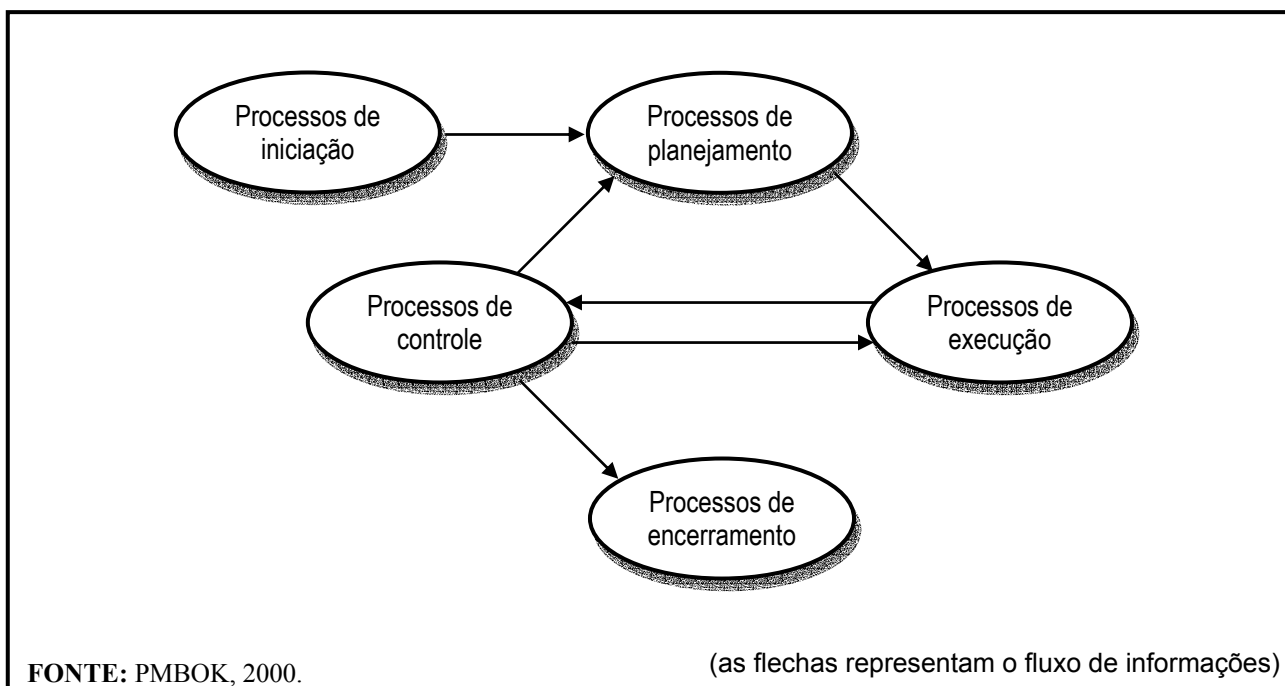 Processos de
iniciação
Processos de
planejamento
Processos de
controle
Processos de
execução
Processos de
encerramento
FONTE: PMBOK, 2000.
(as flechas representam o fluxo de informações)